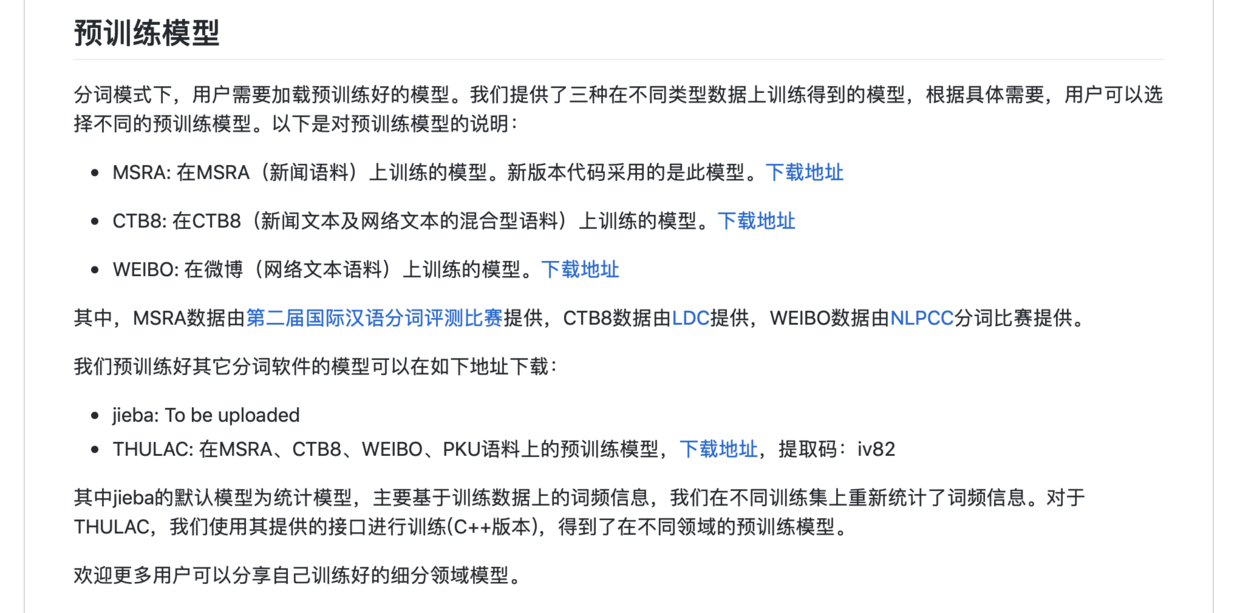 预训练模型
分词模式下，用户需要加载预训练好的模型。我们提供了三种在不同类型数据上训练得到的模型，根据具体需要，用户可以选
择不同的预训练模型。以下是对预训练模型的说明：
MSRA: 在MSRA（新闻语料）上训练的模型。新版本代码采用的是此模型。下载地址
CTB8: 在CTB8（新闻文本及网络文本的混合型语料）上训练的模型。下载地址
WEIBO: 在微博（网络文本语料）上训练的模型。下载地址
其中，MSRA数据由第二届国际汉语分词评测比赛提供，CTB8数据由LDC提供，WEIBO数据由NLPCC分词比赛提供。
我们预训练好其它分词软件的模型可以在如下地址下载：
jieba: To be uploaded
THULAC: 在MSRA、CTB8、WEIBO、PKU语料上的预训练模型，下载地址，提取码：iv82
其中jieba的默认模型为统计模型，主要基于训练数据上的词频信息，我们在不同训练集上重新统计了词频信息。对于
THULAC，我们使用其提供的接口进行训练(C++版本)，得到了在不同领域的预训练模型。
欢迎更多用户可以分享自己训练好的细分领域模型。